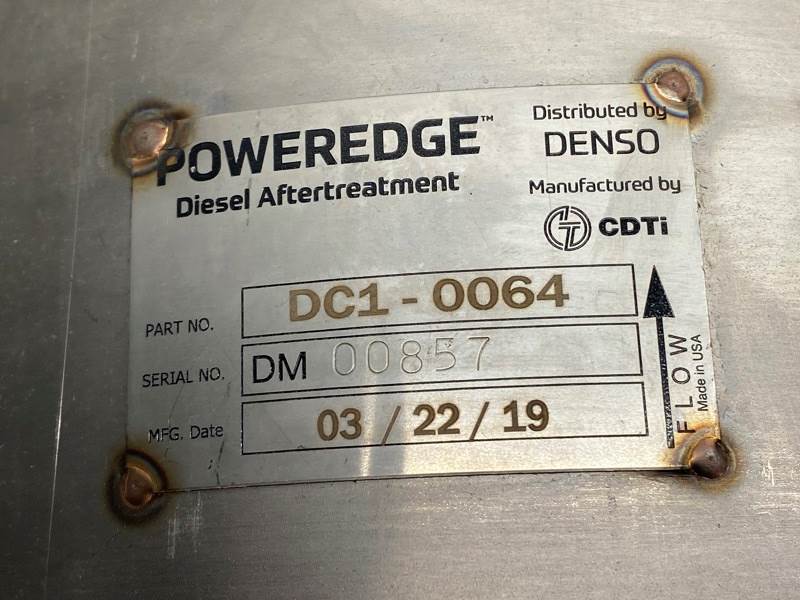 POWEREDGE™
Diesel Aftertreatment
Distributed by
DENSO
Manufactured by
CDTi
PART NO. DC1 - 0064
SERIAL NO. DM 00857
MFG. Date 03 / 22 / 19
FLOW
Made in USA